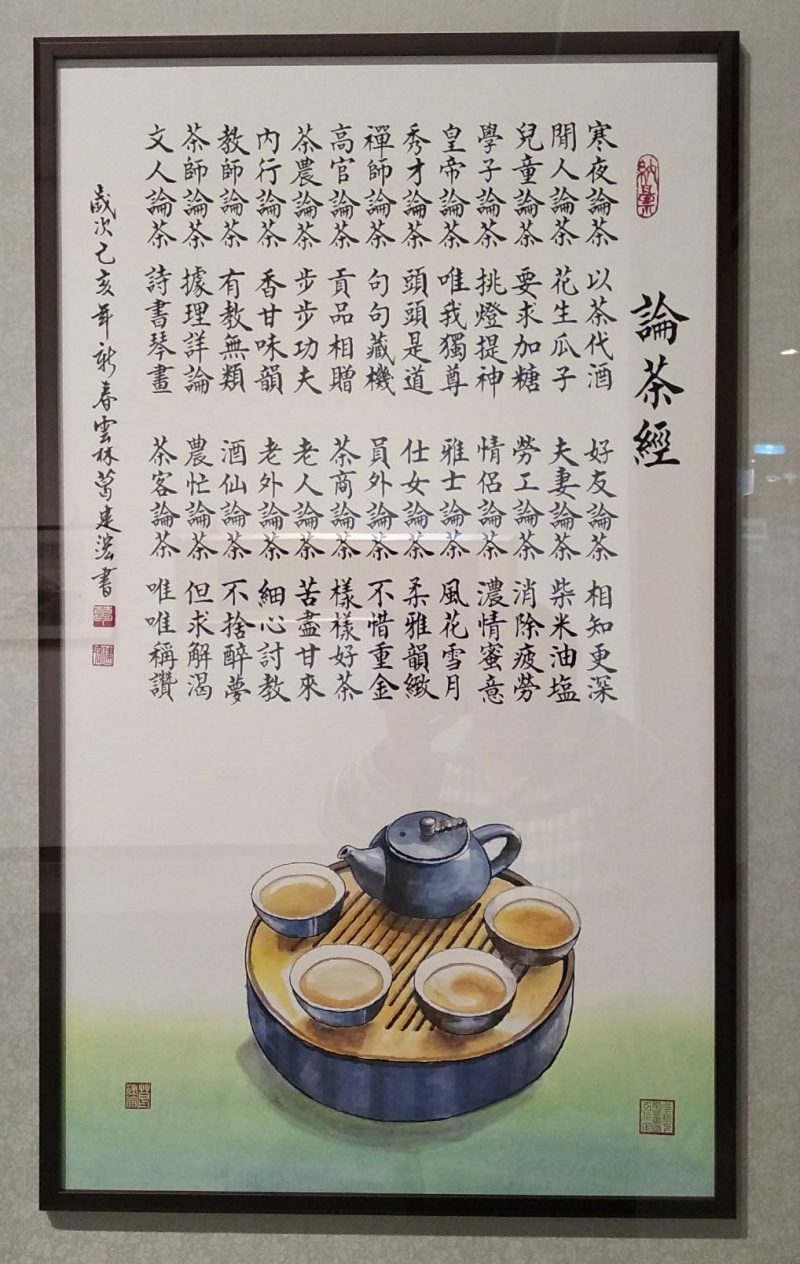 論茶經
寒夜論茶 以茶代酒 好友論茶 相知更深
閒人論茶 花生瓜子 夫妻論茶 柴米油塩
兒童論茶 要求加糖 勞工論茶 消除疲勞
學子論茶 挑燈提神 情侶論茶 濃情蜜意
皇帝論茶 唯我獨尊 雅士論茶 風花雪月
秀才論茶 頭頭是道 仕女論茶 柔雅韻緻
禪師論茶 句句藏機 員外論茶 不惜重金
高官論茶 貢品相贈 茶商論茶 樣樣好茶
茶農論茶 步步功夫 老人論茶 苦盡甘來
內行論茶 香甘味韻 老外論茶 細心討教
教師論茶 有教無類 酒仙論茶 不捨醉夢
茶師論茶 據理詳論 農忙論茶 但求解渴
文人論茶 詩書琴畫 茶客論茶 唯唯稱讚
歲次己亥年新春雲林葛建浤書